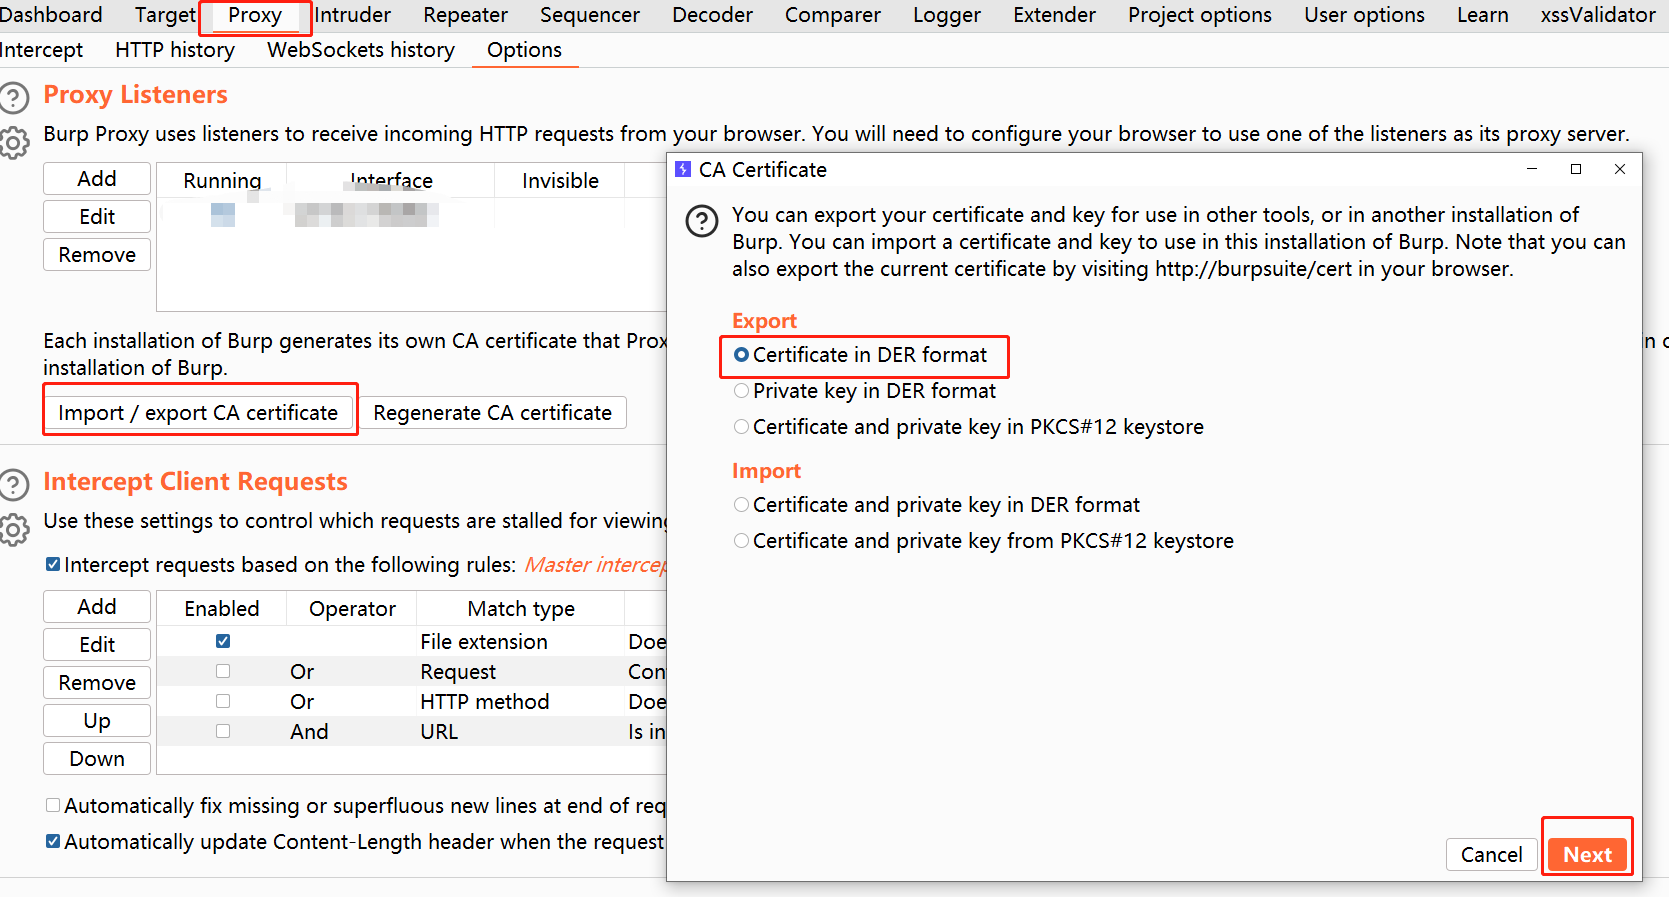 Dashboard Target Proxy Intruder Repeater Sequencer Decoder Comparer Logger Extender Project options User options Learn xssValidator
Intercept HTTP history WebSockets history Options
Proxy Listeners
Burp Proxy uses listeners to receive incoming HTTP requests from your browser. You will need to configure your browser to use one of the listeners as its proxy server.
Add
Edit
Remove
Running Interface Invisible
Each installation of Burp generates its own CA certificate that Prox
in c
installation of Burp.
Import / export CA certificate
Regenerate CA certificate
Intercept Client Requests
Use these settings to control which requests are stalled for viewing
Intercept requests based on the following rules: Master intercep
Add
Edit
Remove
Up
Down
Enabled Operator Match type
File extension Doe
Or Request Con
Or HTTP method Doe
And URL Is in
Automatically fix missing or superfluous new lines at end of req
Automatically update Content-Length header when the request
CA Certificate
You can export your certificate and key for use in other tools, or in another installation of
Burp. You can import a certificate and key to use in this installation of Burp. Note that you can
also export the current certificate by visiting http://burpsuite/cert in your browser.
Export
Certificate in DER format
Private key in DER format
Certificate and private key in PKCS#12 keystore
Import
Certificate and private key in DER format
Certificate and private key from PKCS#12 keystore
Cancel
Next